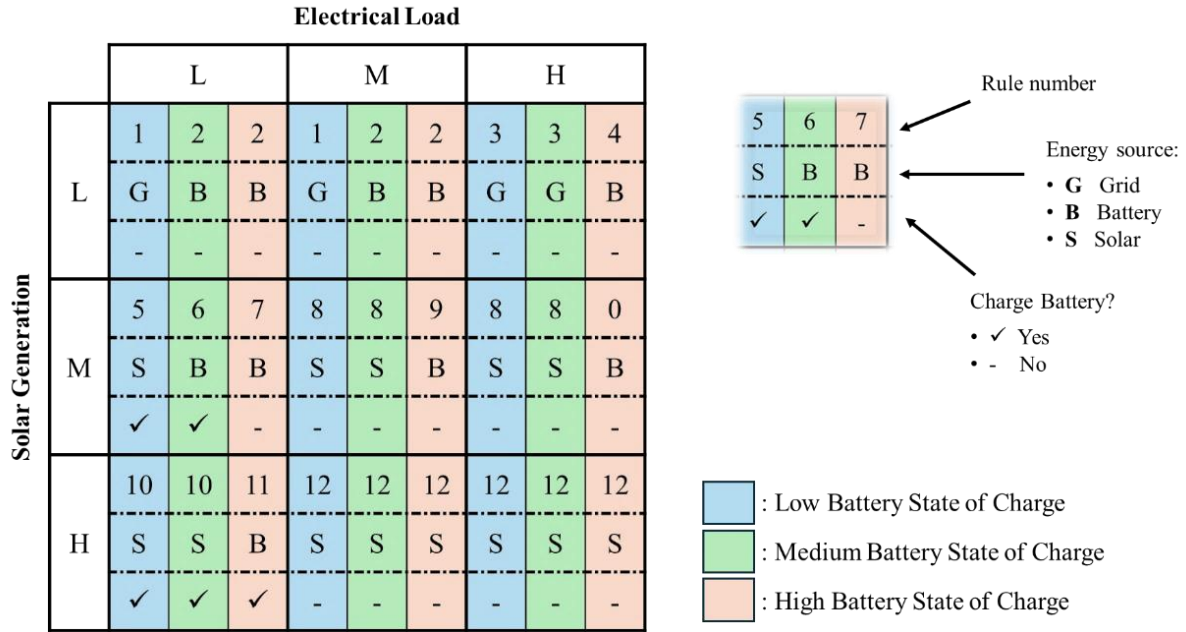 Electrical Load
L M H
1 2 2 1 2 2 3 3 4
L G B B G B B G G B
- - - - - - - - -
5 6 7 8 8 9 8 8 0
M S B B S S B S S B
✓ ✓ - - - - - - -
10 10 11 12 12 12 12 12 12
H S S B S S S S S S
✓ ✓ ✓ - - - - - -
Solar Generation
Rule number
5 6 7
S B B
✓ ✓ -
Energy source:
• G Grid
• B Battery
• S Solar
Charge Battery?
• ✓ Yes
• - No
: Low Battery State of Charge
: Medium Battery State of Charge
: High Battery State of Charge